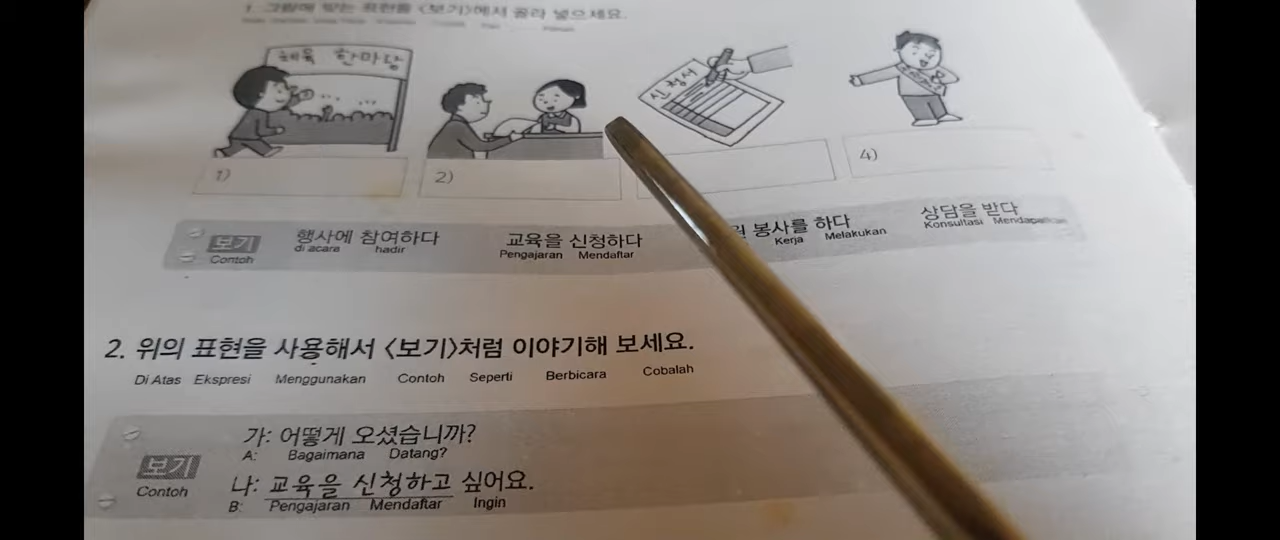 1. 그림에 맞는 표현을 <보기>에서 골라 넣으세요.
체육 한마당
신청서
1)
2)
4)
보기 행사에 참여하다 교육을 신청하다 봉사를 하다 상담을 받다
Contoh di acara hadir Pengajaran Mendaftar Kerja Melakukan Konsultasi Mendapatkan
2. 위의 표현을 사용해서 <보기>처럼 이야기해 보세요.
Di Atas Ekspresi Menggunakan Contoh Seperti Berbicara Cobalah
가: 어떻게 오셨습니까?
A: Bagaimana Datang?
보기
Contoh
나: 교육을 신청하고 싶어요.
B: Pengajaran Mendaftar Ingin